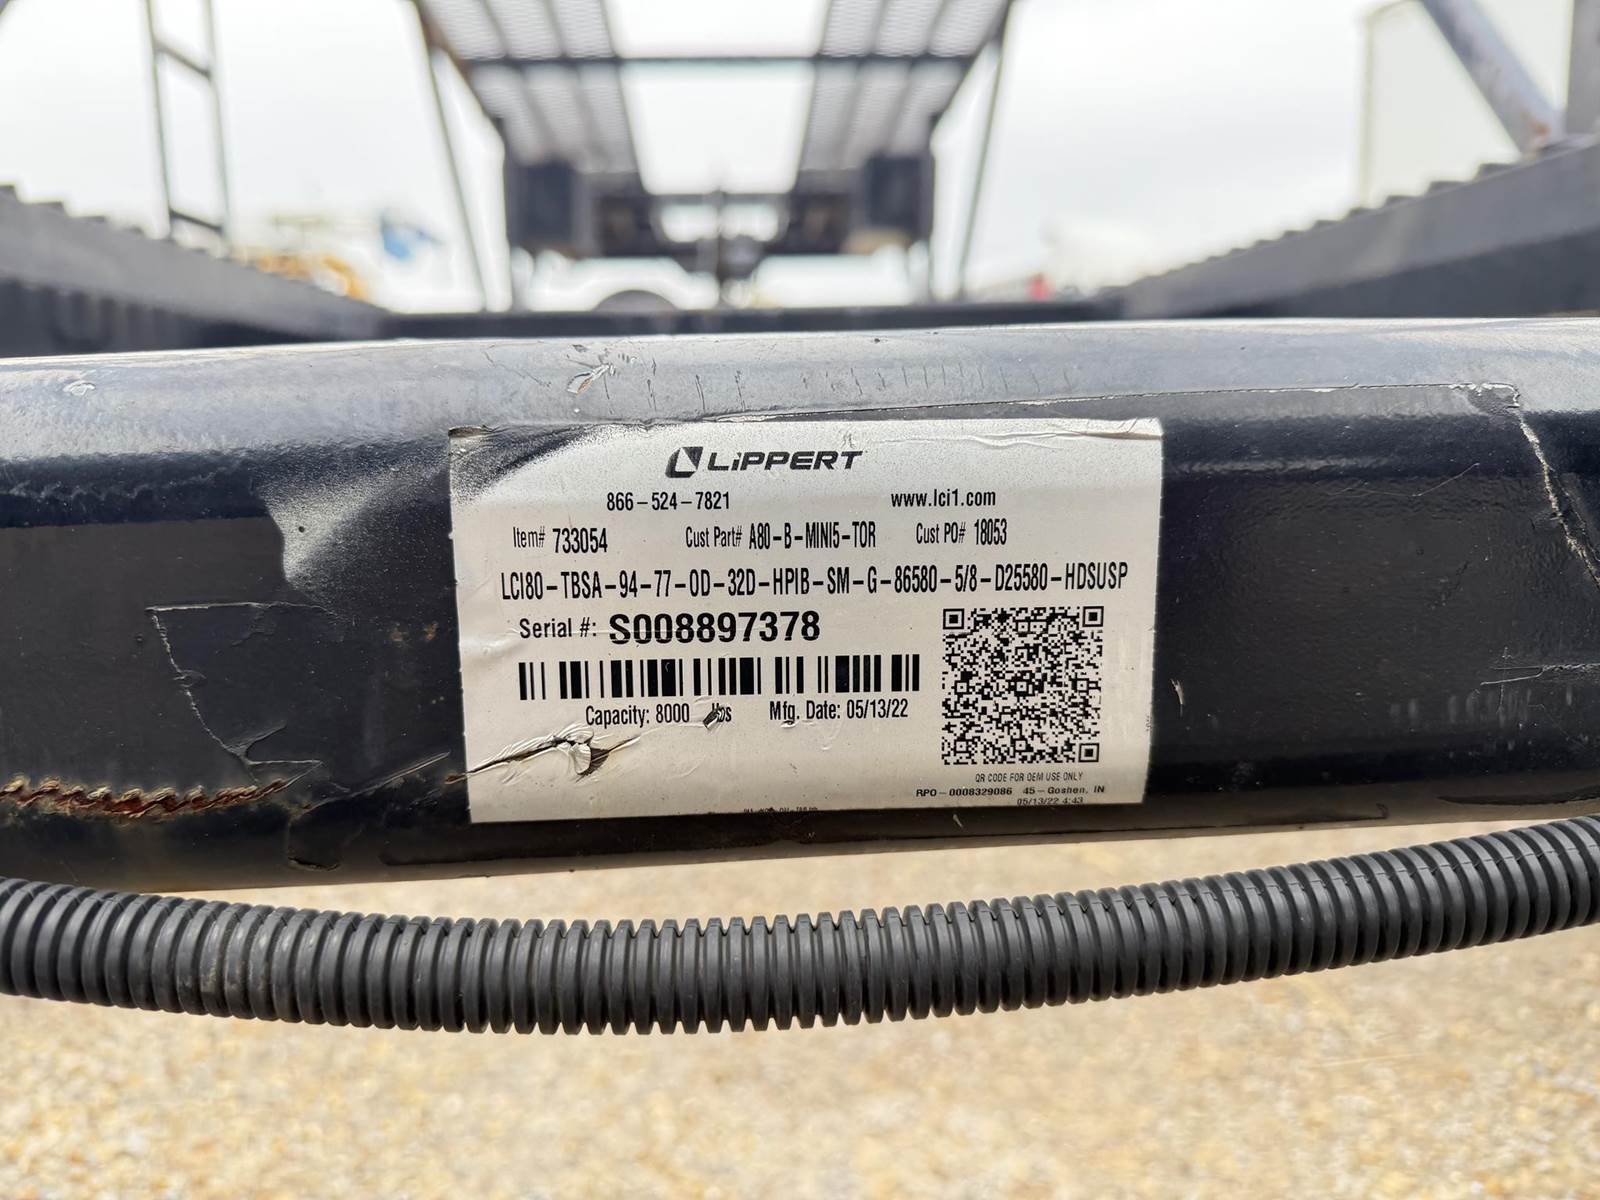 LiPPERT
866-524-7821 www.lci1.com
Item# 733054 Cust Part# A80-B-MINI5-TOR Cust PO# 18053
LCI80-TBSA-94-77-OD-32D-HPIB-SM-G-86580-5/8-D25580-HDSUSP
Serial #: S008897378
Capacity: 8000 lbs Mfg. Date: 05/13/22
QR CODE FOR OEM USE ONLY
RPO-0008329086 45-Goshen, IN
05/13/22 4:43